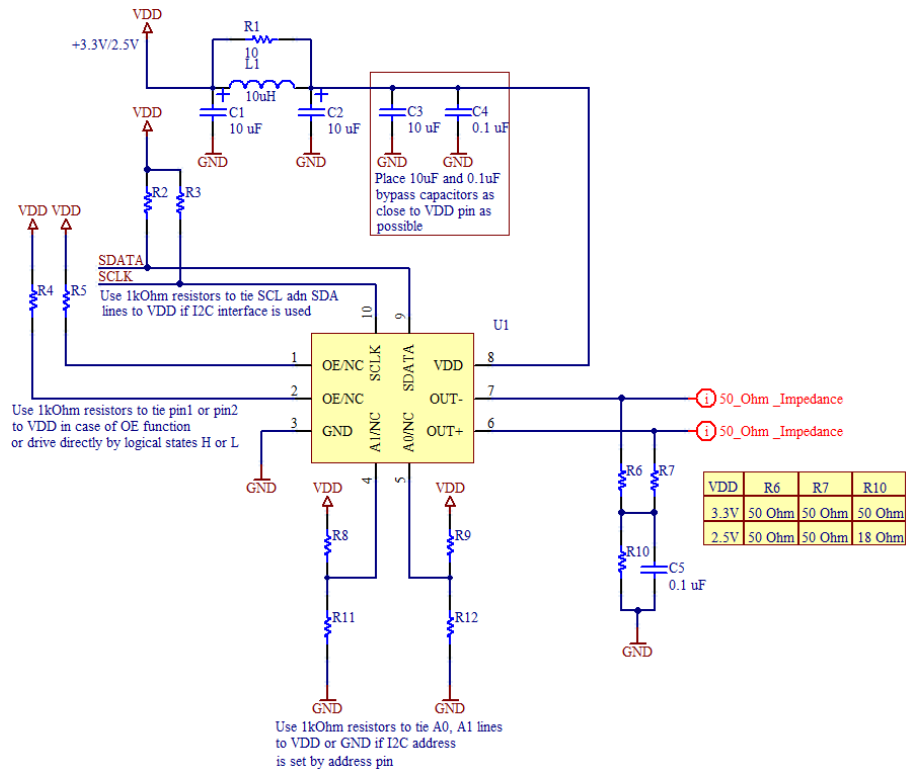 VDD
+3.3V/2.5V
R1
10
L1
10uH
C1
10 uF
C2
10 uF
C3
10 uF
C4
0.1 uF
GND
GND
GND
GND
Place 10uF and 0.1uF
bypass capacitors as
close to VDD pin as
possible
VDD
R2
R3
VDD
VDD
SDATA
SCLK
R4
R5
Use 1kOhm resistors to tie SCL adn SDA
lines to VDD if I2C interface is used
10
9
U1
1
OE/NC
SCLK
SDATA
VDD
8
2
OE/NC
OUT-
7
50_Ohm _Impedance
3
GND
A1/NC
A0/NC
OUT+
6
50_Ohm _Impedance
4
5
Use 1kOhm resistors to tie pin1 or pin2
to VDD in case of OE function
or drive directly by logical states H or L
GND
VDD
VDD
R8
R9
R11
R12
GND
GND
Use 1kOhm resistors to tie A0, A1 lines
to VDD or GND if I2C address
is set by address pin
R6
R7
R10
C5
0.1 uF
GND
VDD R6 R7 R10
3.3V 50 Ohm 50 Ohm 50 Ohm
2.5V 50 Ohm 50 Ohm 18 Ohm